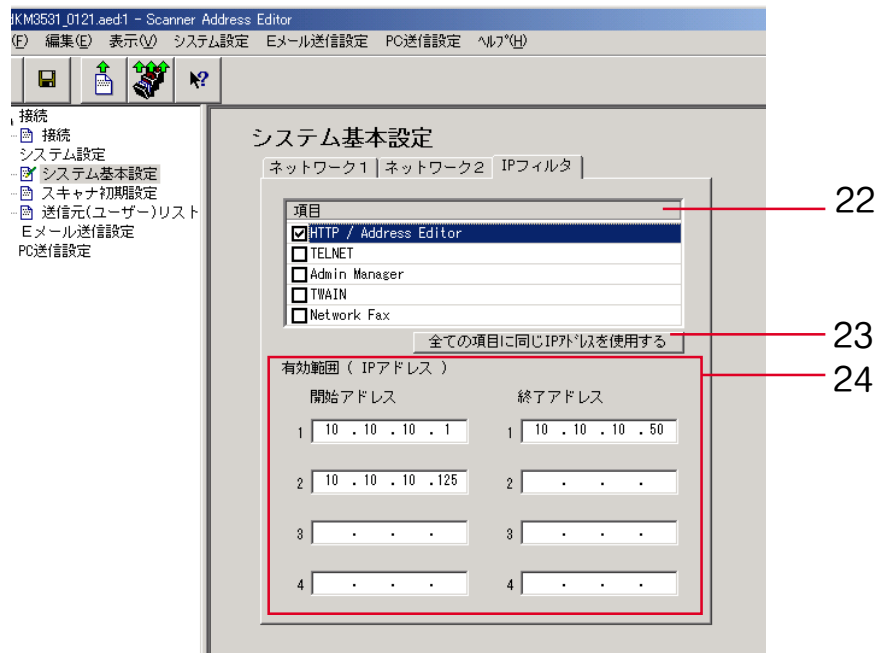 dKM3531_0121.aed:1 - Scanner Address Editor
(F) 編集(E) 表示(V) システム設定 Eメール送信設定 PC送信設定 ﾍﾙﾌﾟ(H)
接続
接続
システム設定
システム基本設定
スキャナ初期設定
送信元(ユーザー)リスト
Eメール送信設定
PC送信設定
システム基本設定
ネットワーク1 ネットワーク2 IPフィルタ
項目 22
HTTP / Address Editor
TELNET
Admin Manager
TWAIN
Network Fax
全ての項目に同じIPｱﾄﾞﾚｽを使用する 23
有効範囲 ( IPアドレス ) 24
開始アドレス 終了アドレス
1 10 . 10 . 10 . 1 1 10 . 10 . 10 . 50
2 10 . 10 . 10 . 125 2 . . .
3 . . . 3 . . .
4 . . . 4 . . .